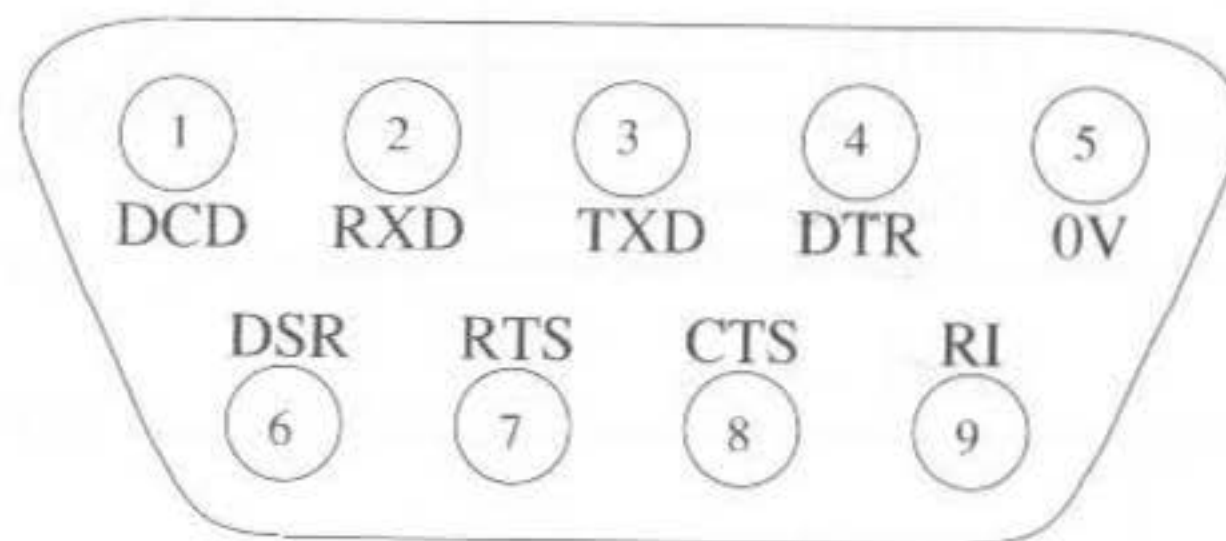 1 2 3 4 5
DCD RXD TXD DTR 0V
DSR RTS CTS RI
6 7 8 9